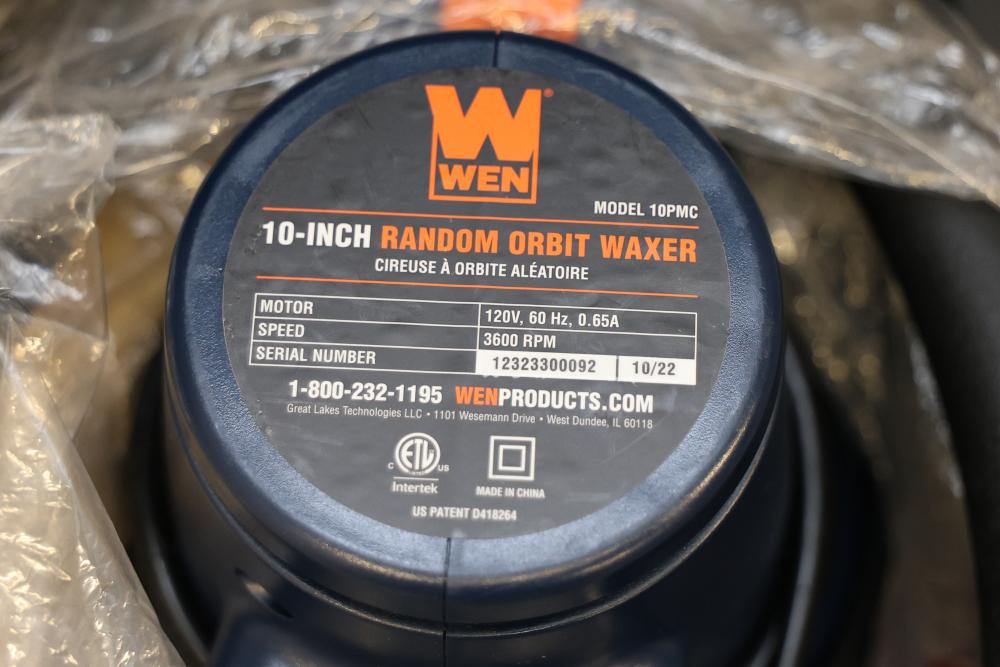 W®
WEN
MODEL 10PMC
10-INCH RANDOM ORBIT WAXER
CIREUSE À ORBITE ALÉATOIRE
MOTOR 120V, 60 Hz, 0.65A
SPEED 3600 RPM
SERIAL NUMBER 12323300092 10/22
1-800-232-1195 WENPRODUCTS.COM
Great Lakes Technologies LLC • 1101 Wesemann Drive • West Dundee, IL 60118
C ETL US
LISTED
Intertek
MADE IN CHINA
US PATENT D418264